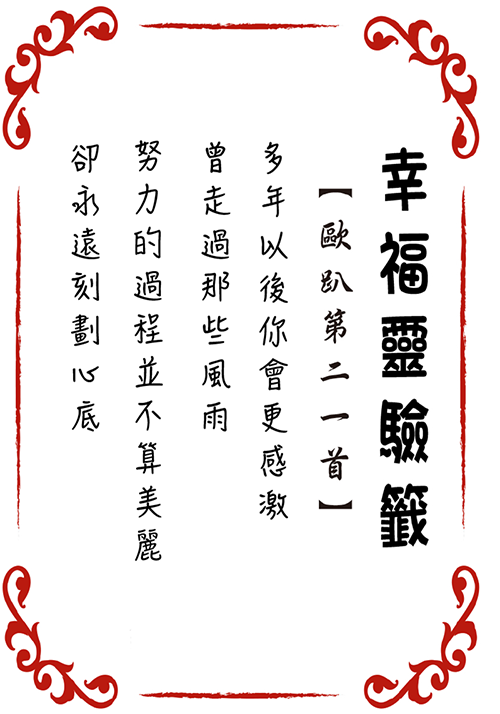 幸福靈驗籤
【歐趴第二一首】
多年以後你會更感激
曾走過那些風雨
努力的過程並不算美麗
卻永遠刻劃心底